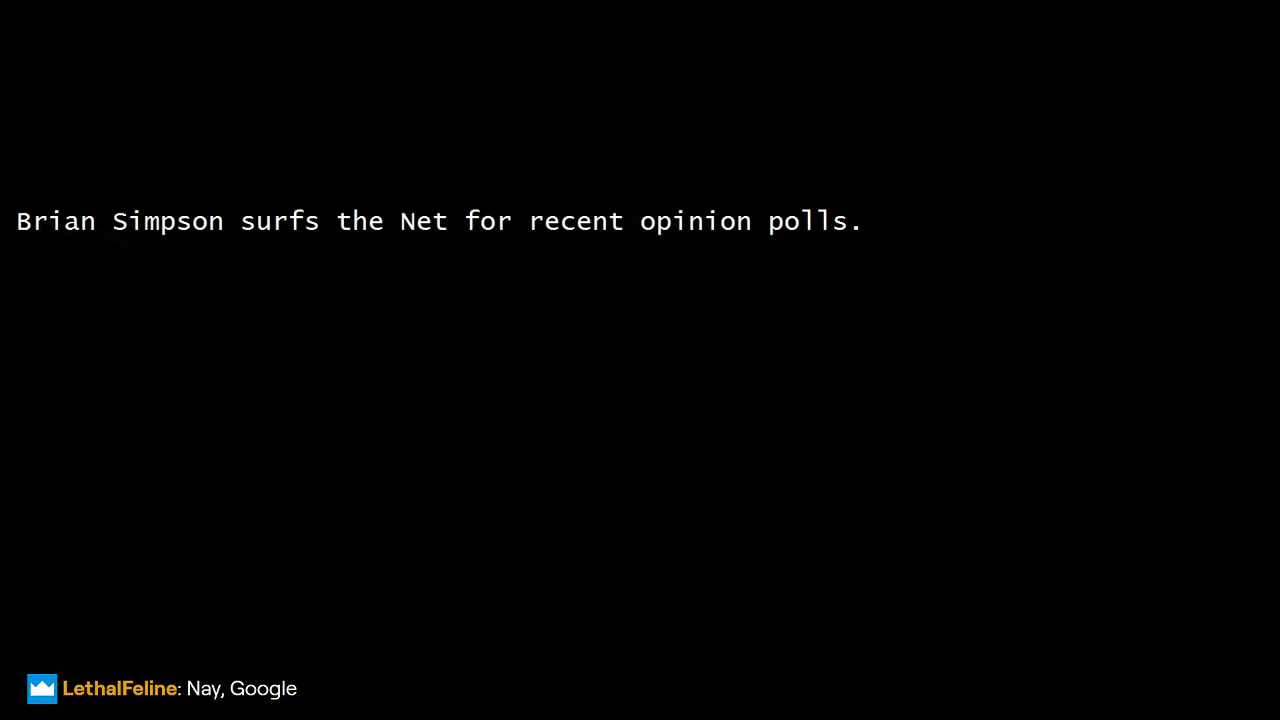 Brian Simpson surfs the Net for recent opinion polls.
LethalFeline: Nay, Google